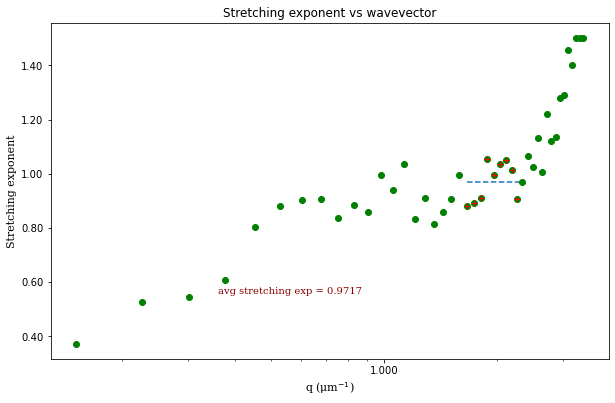 Stretching exponent vs wavevector
1.40
1.20
1.00
0.80
0.60
0.40
Stretching exponent
avg stretching exp = 0.9717
1.000
q (μm⁻¹)